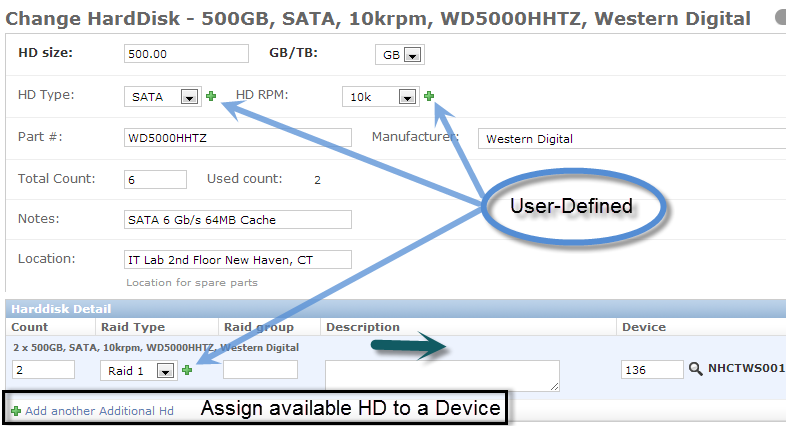 Change HardDisk - 500GB, SATA, 10krpm, WD5000HHTZ, Western Digital
HD size: 500.00 GB/TB: GB
HD Type: SATA HD RPM: 10k
Part #: WD5000HHTZ Manufacturer: Western Digital
Total Count: 6 Used count: 2
User-Defined
Notes: SATA 6 Gb/s 64MB Cache
Location: IT Lab 2nd Floor New Haven, CT
Location for spare parts
Harddisk Detail
Count Raid Type Raid group Description Device
2 x 500GB, SATA, 10krpm, WD5000HHTZ, Western Digital
2 Raid 1 136 NHCTWS001
Add another Additional Hd Assign available HD to a Device